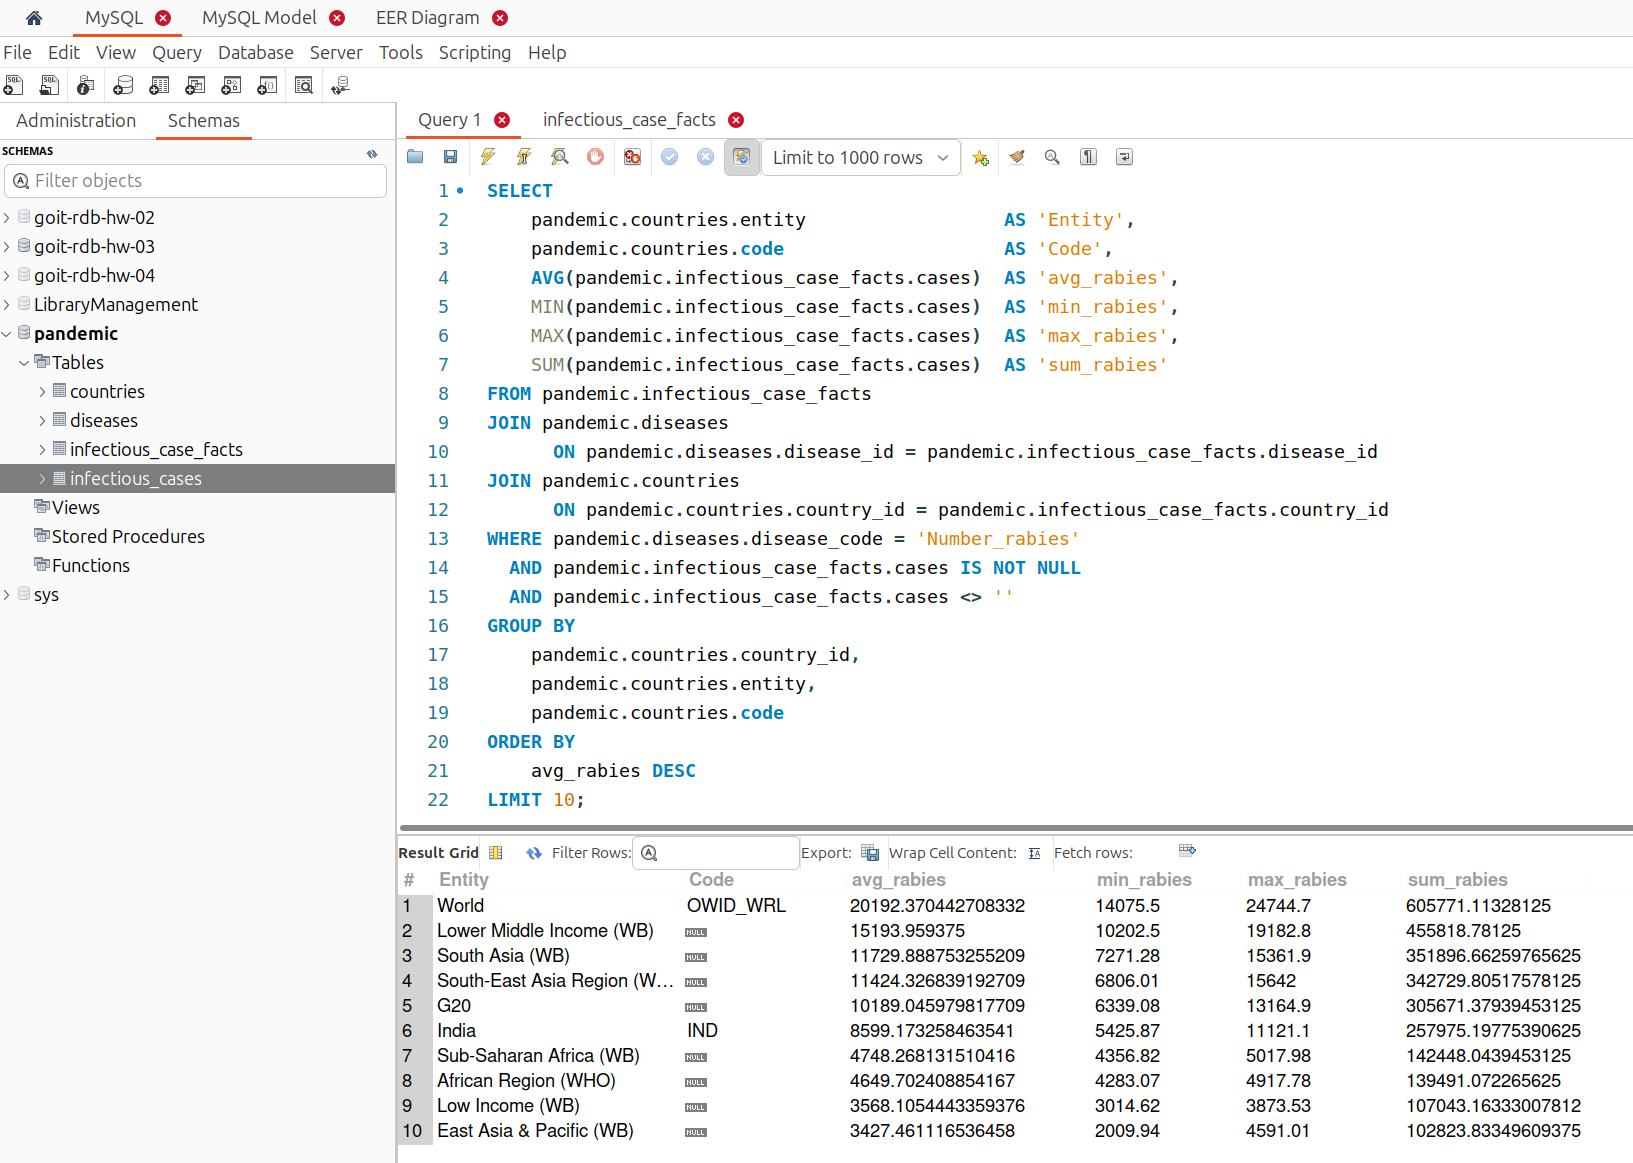 MySQL MySQL Model EER Diagram
File Edit View Query Database Server Tools Scripting Help
Administration Schemas
SCHEMAS
Filter objects
goit-rdb-hw-02
goit-rdb-hw-03
goit-rdb-hw-04
LibraryManagement
pandemic
Tables
countries
diseases
infectious_case_facts
infectious_cases
Views
Stored Procedures
Functions
sys
Query 1 infectious_case_facts
Limit to 1000 rows
1 SELECT
2 pandemic.countries.entity AS 'Entity',
3 pandemic.countries.code AS 'Code',
4 AVG(pandemic.infectious_case_facts.cases) AS 'avg_rabies',
5 MIN(pandemic.infectious_case_facts.cases) AS 'min_rabies',
6 MAX(pandemic.infectious_case_facts.cases) AS 'max_rabies',
7 SUM(pandemic.infectious_case_facts.cases) AS 'sum_rabies'
8 FROM pandemic.infectious_case_facts
9 JOIN pandemic.diseases
10 ON pandemic.diseases.disease_id = pandemic.infectious_case_facts.disease_id
11 JOIN pandemic.countries
12 ON pandemic.countries.country_id = pandemic.infectious_case_facts.country_id
13 WHERE pandemic.diseases.disease_code = 'Number_rabies'
14 AND pandemic.infectious_case_facts.cases IS NOT NULL
15 AND pandemic.infectious_case_facts.cases <> ''
16 GROUP BY
17 pandemic.countries.country_id,
18 pandemic.countries.entity,
19 pandemic.countries.code
20 ORDER BY
21 avg_rabies DESC
22 LIMIT 10;
Result Grid Filter Rows: Export: Wrap Cell Content: Fetch rows:
# Entity Code avg_rabies min_rabies max_rabies sum_rabies
1 World OWID_WRL 20192.370442708332 14075.5 24744.7 605771.11328125
2 Lower Middle Income (WB) NULL 15193.959375 10202.5 19182.8 455818.78125
3 South Asia (WB) NULL 11729.888753255209 7271.28 15361.9 351896.66259765625
4 South-East Asia Region (W… NULL 11424.326839192709 6806.01 15642 342729.80517578125
5 G20 NULL 10189.045979817709 6339.08 13164.9 305671.37939453125
6 India IND 8599.173258463541 5425.87 11121.1 257975.19775390625
7 Sub-Saharan Africa (WB) NULL 4748.268131510416 4356.82 5017.98 142448.0439453125
8 African Region (WHO) NULL 4649.702408854167 4283.07 4917.78 139491.072265625
9 Low Income (WB) NULL 3568.1054443359376 3014.62 3873.53 107043.16333007812
10 East Asia & Pacific (WB) NULL 3427.461116536458 2009.94 4591.01 102823.83349609375